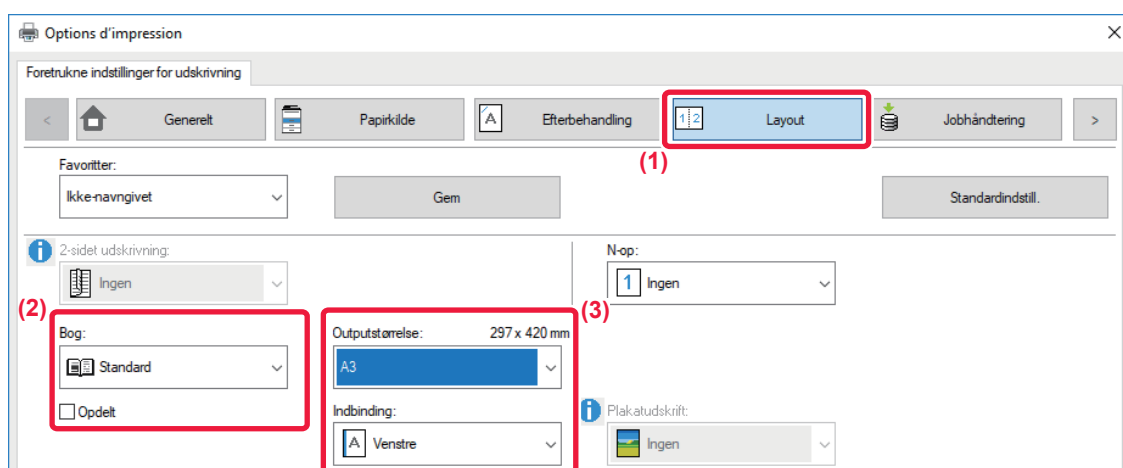 Options d'impression
Foretrukne indstillinger for udskrivning
< Generelt Papirkilde A Efterbehandling 1 2 Layout Jobhåndtering >
(1)
Favoritter:
Ikke-navngivet Gem Standardindstill.
2-sidet udskrivning: N-op:
Ingen 1 Ingen
(2) (3)
Bog: Outputstørrelse: 297 x 420 mm
Standard A3
Opdelt Indbinding: Plakatudskrift:
A Venstre Ingen